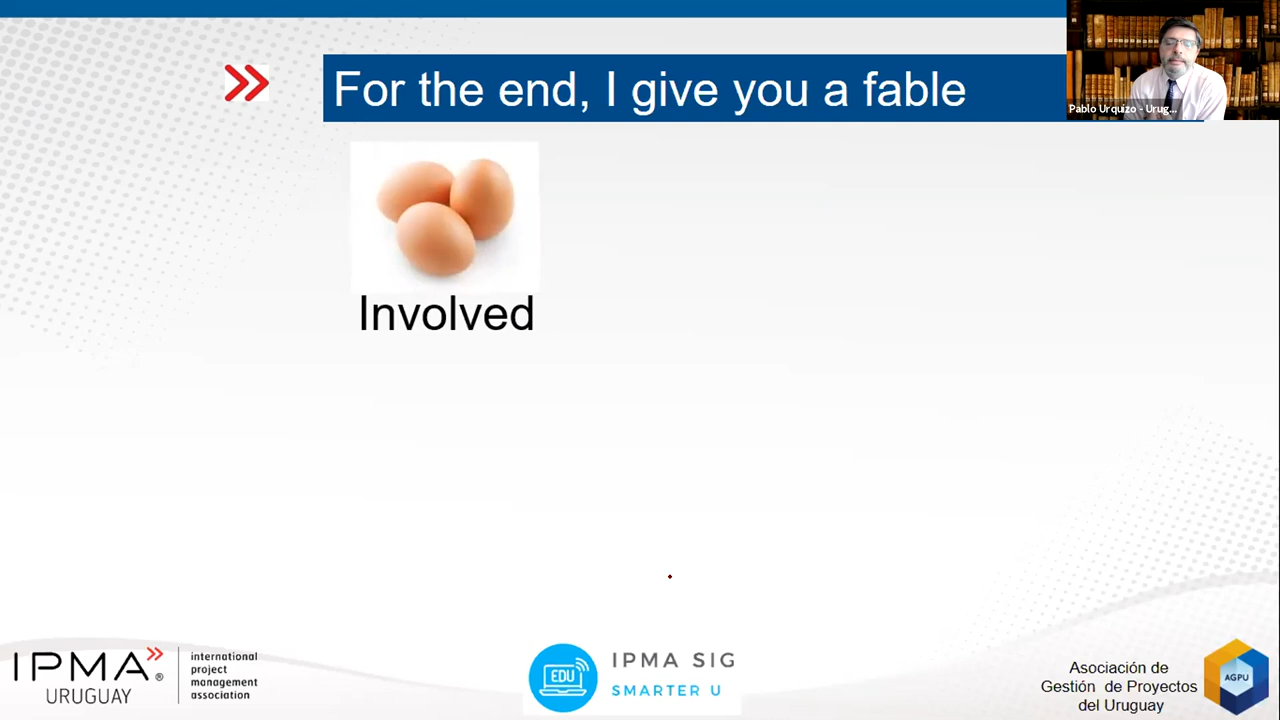 For the end, I give you a fable
Pablo Urquizo - Urug...
Involved
IPMA
®
URUGUAY
international
project
management
association
EDU
IPMA SIG
SMARTER U
Asociación de
Gestión de Proyectos
del Uruguay
AGPU